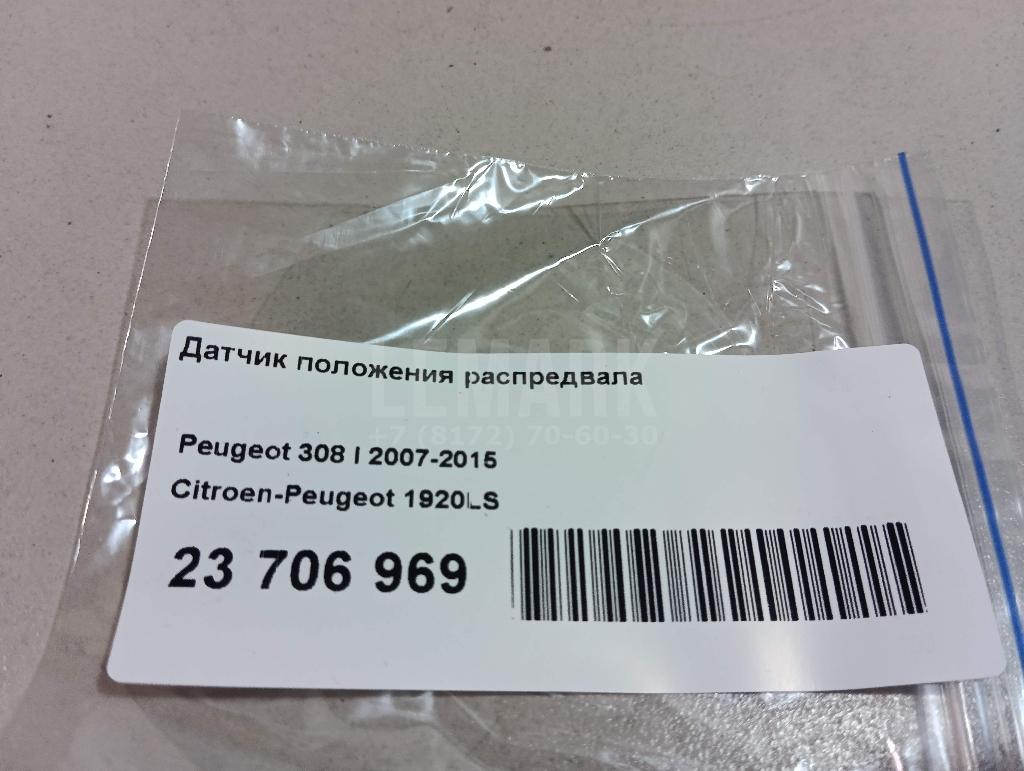 Датчик положения распредвала
LEMARK
+7 (8172) 70-60-30
Peugeot 308 I 2007-2015
Citroen-Peugeot 1920LS
23 706 969